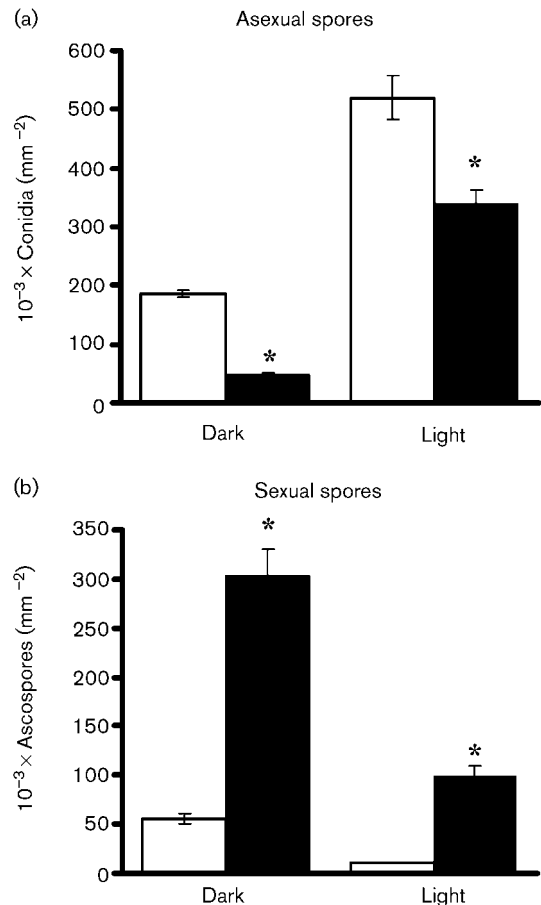 (a)
Asexual spores
10⁻³ × Conidia (mm⁻²)
600
500
400
300
200
100
0
*
*
Dark Light
(b)
Sexual spores
10⁻³ × Ascospores (mm⁻²)
350
300
250
200
150
100
50
0
*
*
Dark Light